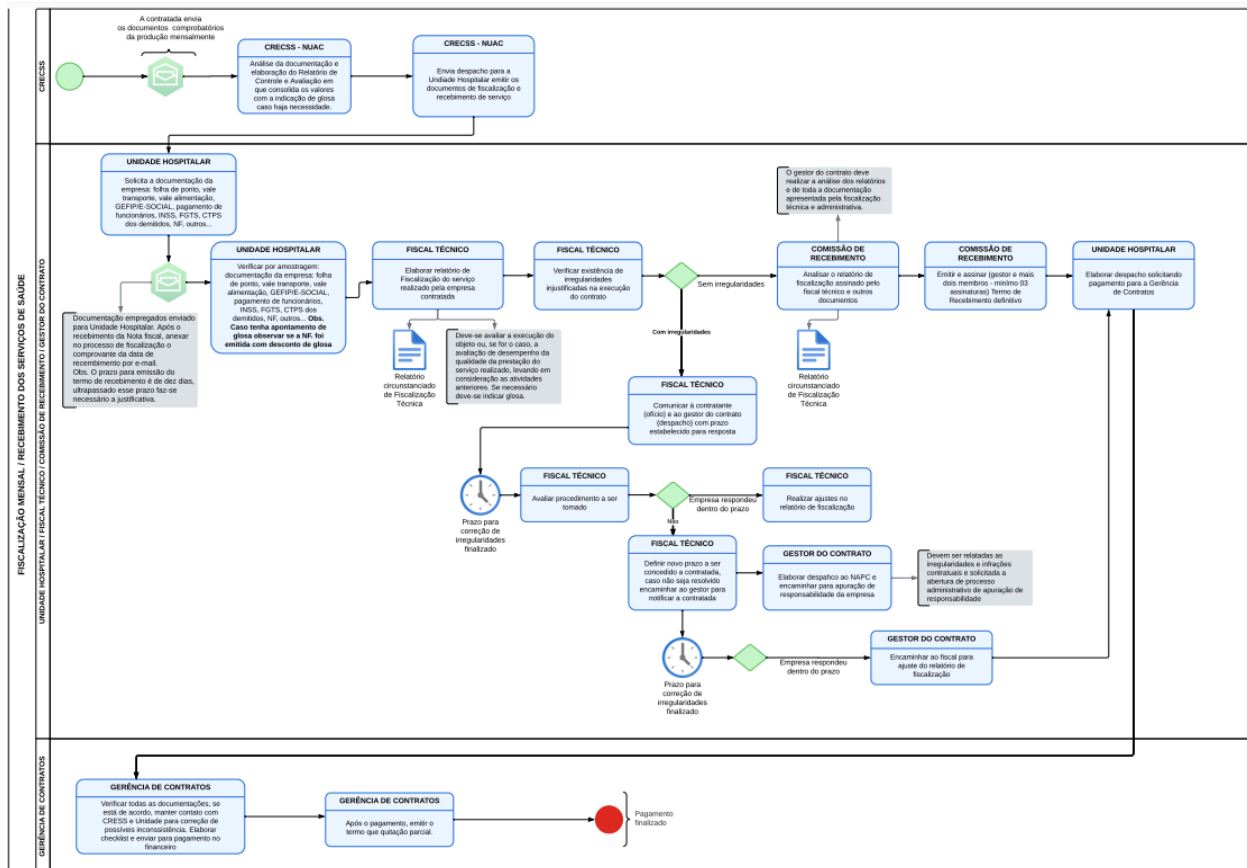 FISCALIZAÇÃO MENSAL / RECEBIMENTO DOS SERVIÇOS DE SAÚDE
CRECSS
A contratada envia
os documentos comprobatórios
da produção mensalmente
CRECSS - NUAC
Análise da documentação e
elaboração do Relatório de
Controle e Avaliação em
que consolida os valores
com a indicação de glosa
caso haja necessidade.
CRECSS - NUAC
Envia despacho para a
Undiade Hospitalar emitir os
documentos de fiscalização e
recebimento de serviço
UNIDADE HOSPITALAR / FISCAL TÉCNICO / COMISSÃO DE RECEBIMENTO / GESTOR DO CONTRATO
UNIDADE HOSPITALAR
Solicita a documentação da
empresa: folha de ponto, vale
transporte, vale alimentação,
GEFIP/E-SOCIAL, pagamento de
funcionários, INSS, FGTS, CTPS
dos demitidos, NF, outros...
Documentação empregados enviado
para Unidade Hospitalar. Após o
recebimento da Nota fiscal, anexar
no processo de fiscalização o
comprovante da data de
recembimento por e-mail.
Obs. O prazo para emissão do
termo de recebimento é de dez dias,
ultrapassado esse prazo faz-se
necessário a justificativa.
UNIDADE HOSPITALAR
Verificar por amostragem:
documentação da empresa: folha
de ponto, vale transporte, vale
alimentação, GEFIP/E-SOCIAL,
pagamento de funcionários,
INSS, FGTS, CTPS dos
demitidos, NF, outros... Obs.
Caso tenha apontamento de
glosa observar se a NF. foi
emitida com desconto de glosa
FISCAL TÉCNICO
Elaborar relatório de
Fiscalização do serviço
realizado pela empresa
contratada
Relatório
circunstanciado
de Fiscalização
Técnica
Deve-se avaliar a execução do
objeto ou, se for o caso, a
avaliação de desempenho da
qualidade da prestação do
serviço realizado, levando em
consideração as atividades
anteriores. Se necessário
deve-se indicar glosa.
FISCAL TÉCNICO
Verificar existência de
irregularidades
injustificadas na execução
do contrato
Sem irregularidades
Com irregularidades
O gestor do contrato deve
realizar a análise dos relatórios
e de toda a documentação
apresentada pela fiscalização
técnica e administrativa.
COMISSÃO DE
RECEBIMENTO
Analisar o relatório de
fiscalização assinado pelo
fiscal técnico e outros
documentos
Relatório
circunstanciado
de Fiscalização
Técnica
COMISSÃO DE
RECEBIMENTO
Emitir e assinar (gestor e mais
dois membros - minímo 03
assinaturas) Termo de
Recebimento definitivo
UNIDADE HOSPITALAR
Elaborar despacho solicitando
pagamento para a Gerência
de Contratos
FISCAL TÉCNICO
Comunicar à contratante
(ofício) e ao gestor do contrato
(despacho) com prazo
estabelecido para resposta
Prazo para
correção de
irregularidades
finalizado
FISCAL TÉCNICO
Avaliar procedimento a ser
tomado
Empresa respondeu
dentro do prazo
Não
FISCAL TÉCNICO
Realizar ajustes no
relatório de fiscalização
FISCAL TÉCNICO
Definir novo prazo a ser
concedido a contratada,
caso não seja resolvido
encaminhar ao gestor para
notificar a contratada
GESTOR DO CONTRATO
Elaborar despahco ao NAPC e
encaminhar para apuração de
responsabilidade da empresa
Devem ser relatadas as
irregularidades e infrações
contratuais e solicitada a
abertura de processo
administrativo de apuração de
responsabilidade
Prazo para
correção de
irregularidades
finalizado
Empresa respondeu
dentro do prazo
GESTOR DO CONTRATO
Encaminhar ao fiscal para
ajuste do relatório de
fiscalização
GERÊNCIA DE CONTRATOS
GERÊNCIA DE CONTRATOS
Verificar todas as documentações, se
está de acordo, manter contato com
CRESS e Unidade para correção de
possíveis inconssistência. Elaborar
checklist e enviar para pagamento no
financeiro
GERÊNCIA DE CONTRATOS
Após o pagamento, emitir o
termo que quitação parcial.
Pagamento
finalizado